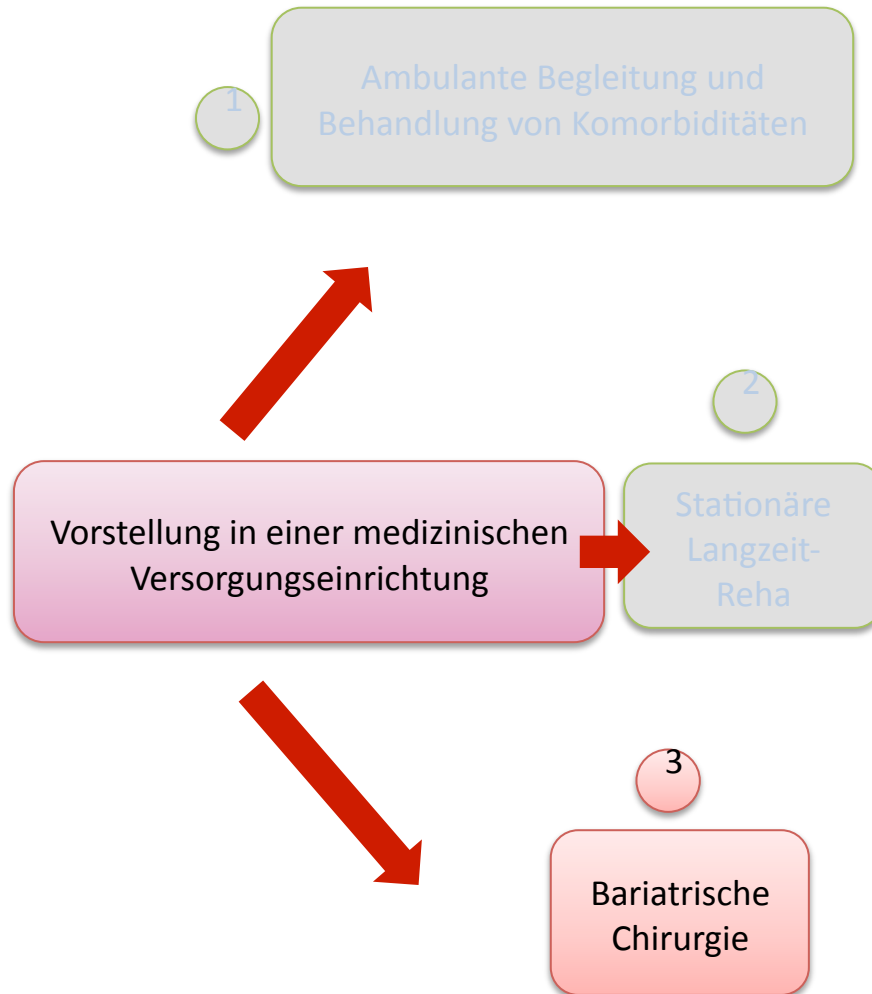 1
Ambulante Begleitung und
Behandlung von Komorbiditäten
2
Vorstellung in einer medizinischen
Versorgungseinrichtung
Stationäre
Langzeit-
Reha
3
Bariatrische
Chirurgie